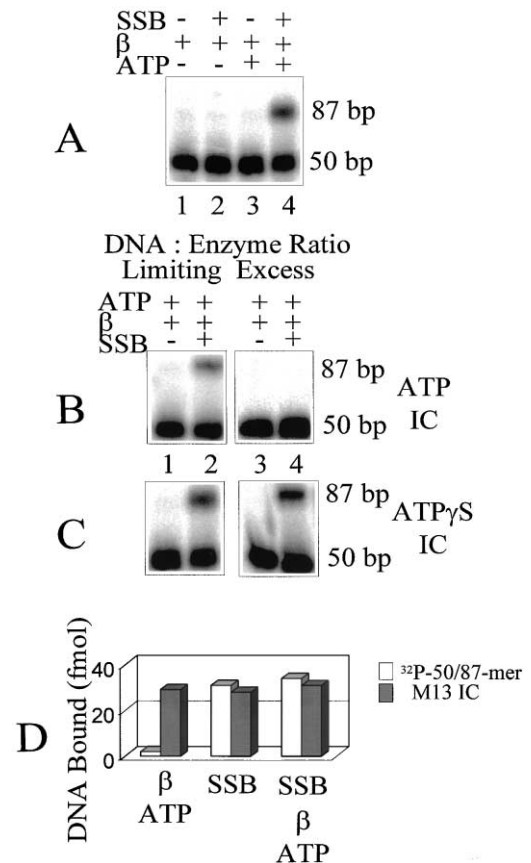 SSB - + - +
β + + + +
ATP - - + +
87 bp
A
50 bp
1 2 3 4
DNA : Enzyme Ratio
Limiting Excess
ATP + + + +
β + + + +
SSB - + - +
87 bp
B
ATP
IC
50 bp
1 2 3 4
87 bp
C
ATPγS
IC
50 bp
D
DNA Bound (fmol)
40
20
0
β
ATP
SSB
SSB
β
ATP
³²P-50/87-mer
M13 IC